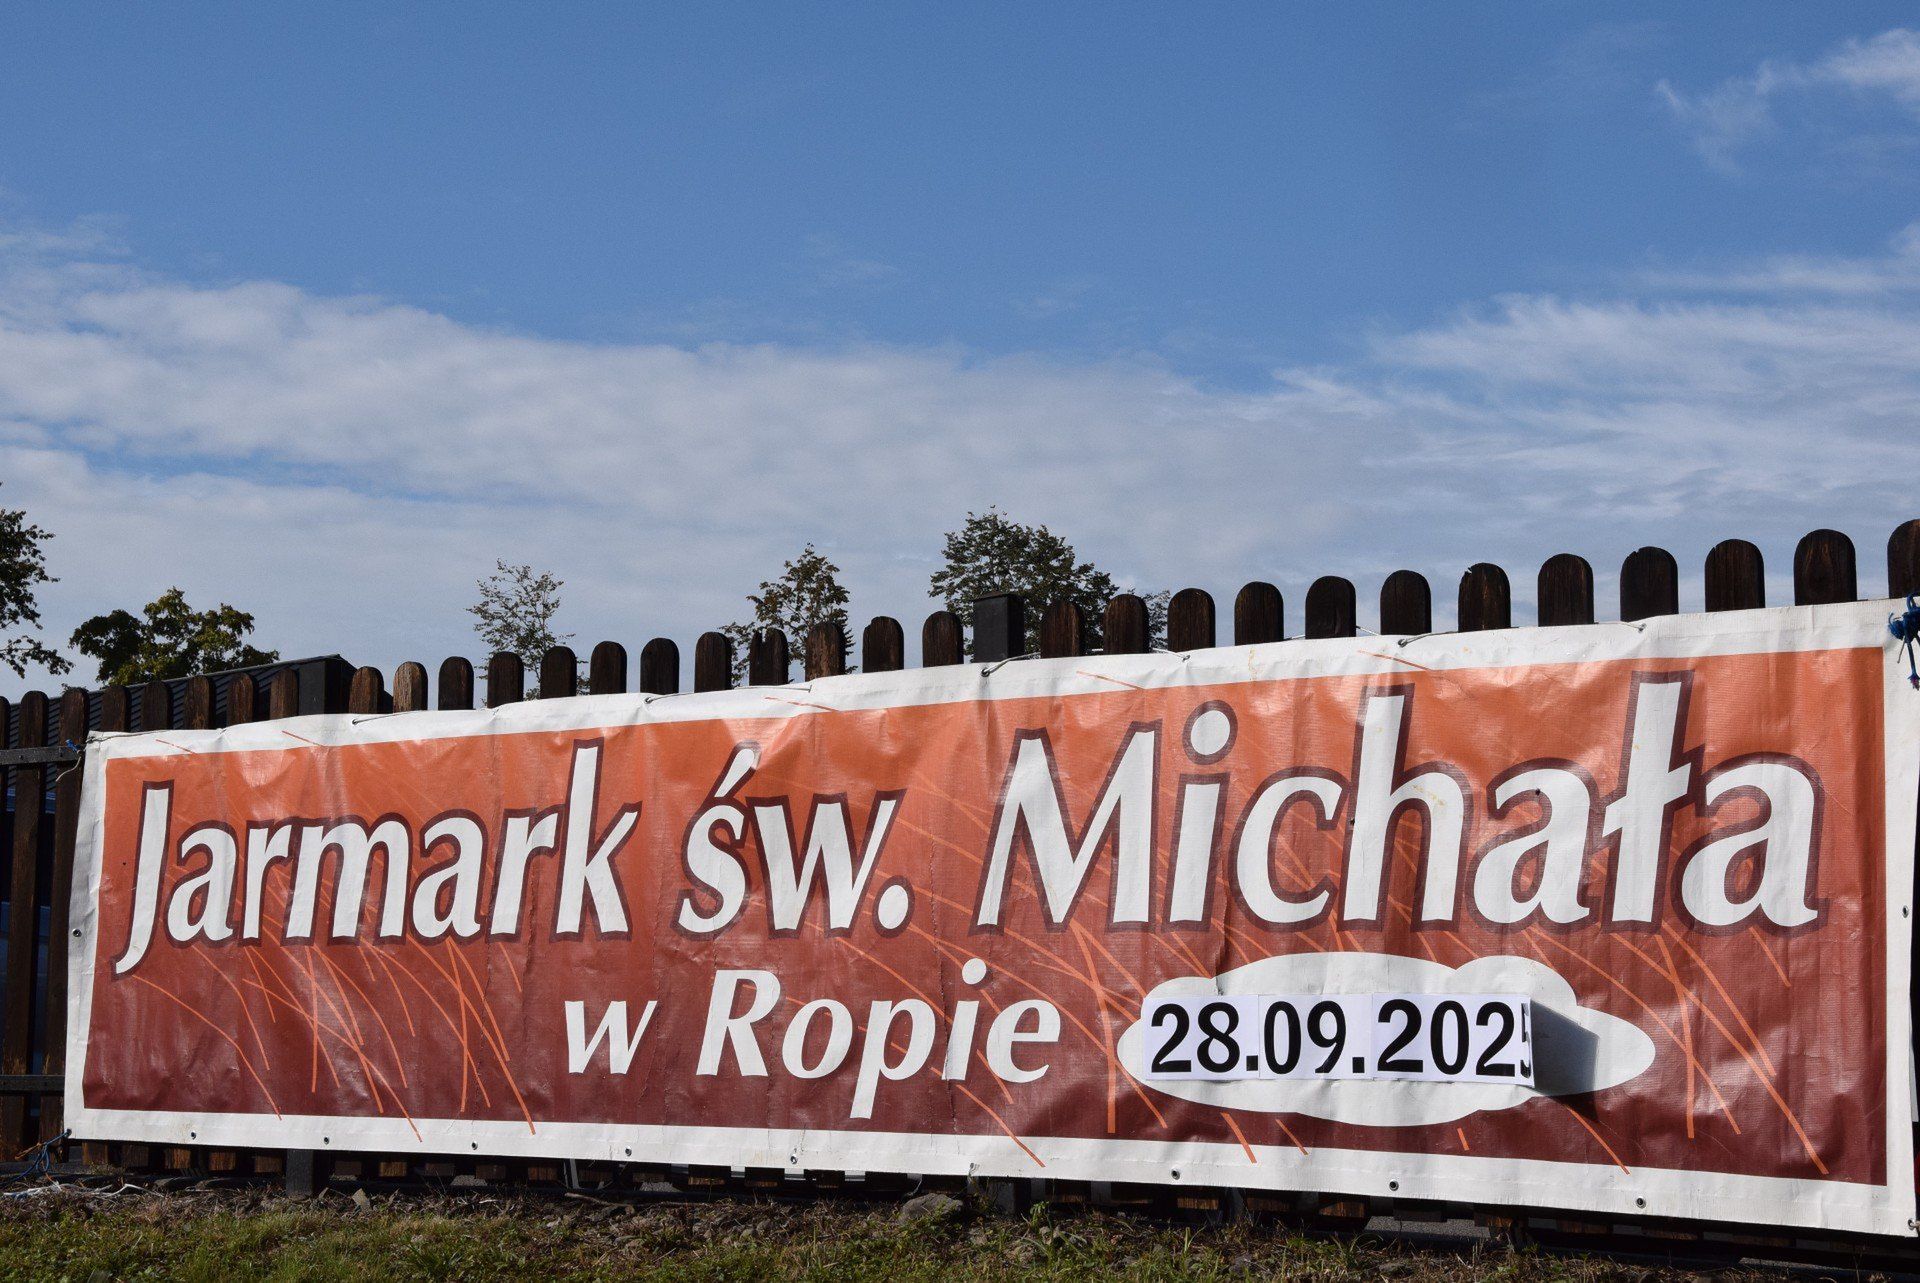 Jarmark św. Michała
w Ropie 28.09.2025